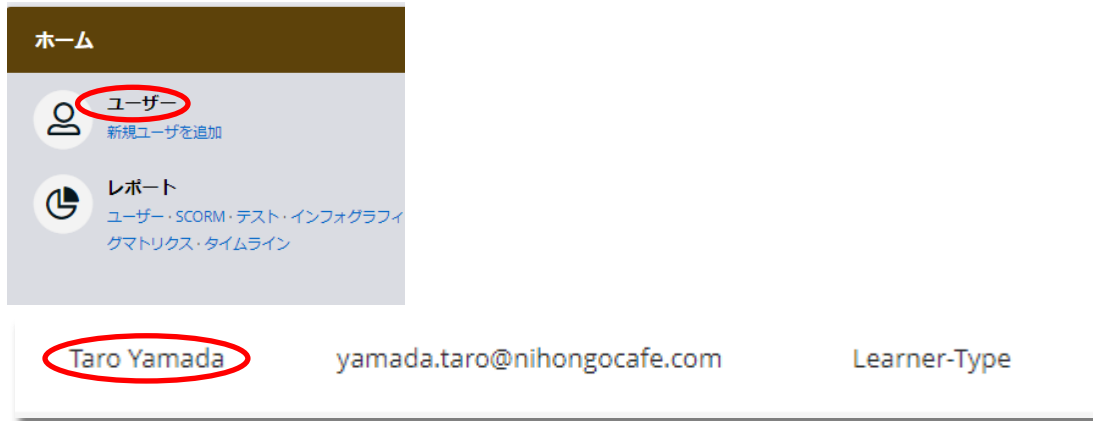 ホーム
ユーザー
新規ユーザを追加
レポート
ユーザー · SCORM · テスト · インフォグラフィ
グマトリクス · タイムライン
Taro Yamada yamada.taro@nihongocafe.com Learner-Type